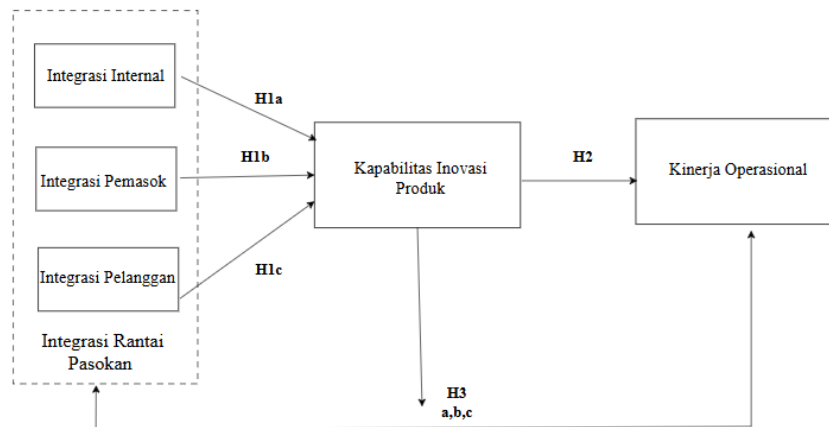 Integrasi Internal
H1a
Integrasi Pemasok
H1b
Kapabilitas Inovasi
Produk
H2
Kinerja Operasional
Integrasi Pelanggan
H1c
Integrasi Rantai
Pasokan
H3
a,b,c